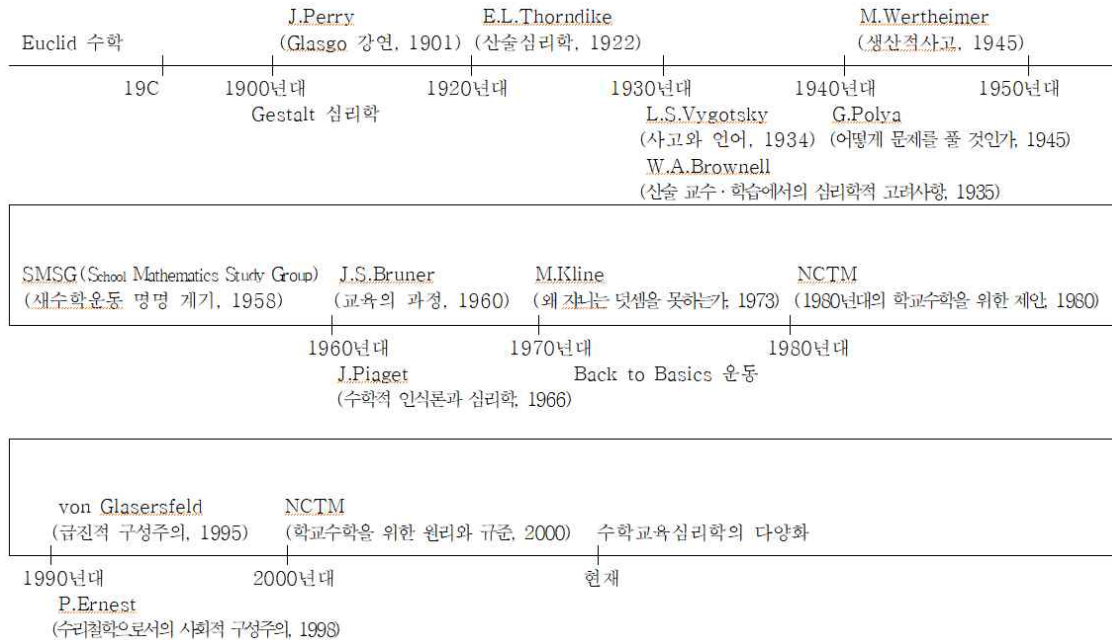 J.Perry E.L.Thorndike M.Wertheimer
Euclid 수학 (Glasgo 강연, 1901) (산술심리학, 1922) (생산적사고, 1945)
19C 1900년대 1920년대 1930년대 1940년대 1950년대
Gestalt 심리학 L.S.Vygotsky G.Polya
(사고와 언어, 1934) (어떻게 문제를 풀 것인가, 1945)
W.A.Brownell
(산술 교수·학습에서의 심리학적 고려사항, 1935)
SMSG(School Mathematics Study Group) J.S.Bruner M.Kline NCTM
(새수학운동 명명 계기, 1958) (교육의 과정, 1960) (왜 쟈니는 덧셈을 못하는가, 1973) (1980년대의 학교수학을 위한 제안, 1980)
1960년대 1970년대 1980년대
J.Piaget Back to Basics 운동
(수학적 인식론과 심리학, 1966)
von Glasersfeld NCTM
(급진적 구성주의, 1995) (학교수학을 위한 원리와 규준, 2000) 수학교육심리학의 다양화
1990년대 2000년대 현재
P.Ernest
(수리철학으로서의 사회적 구성주의, 1998)